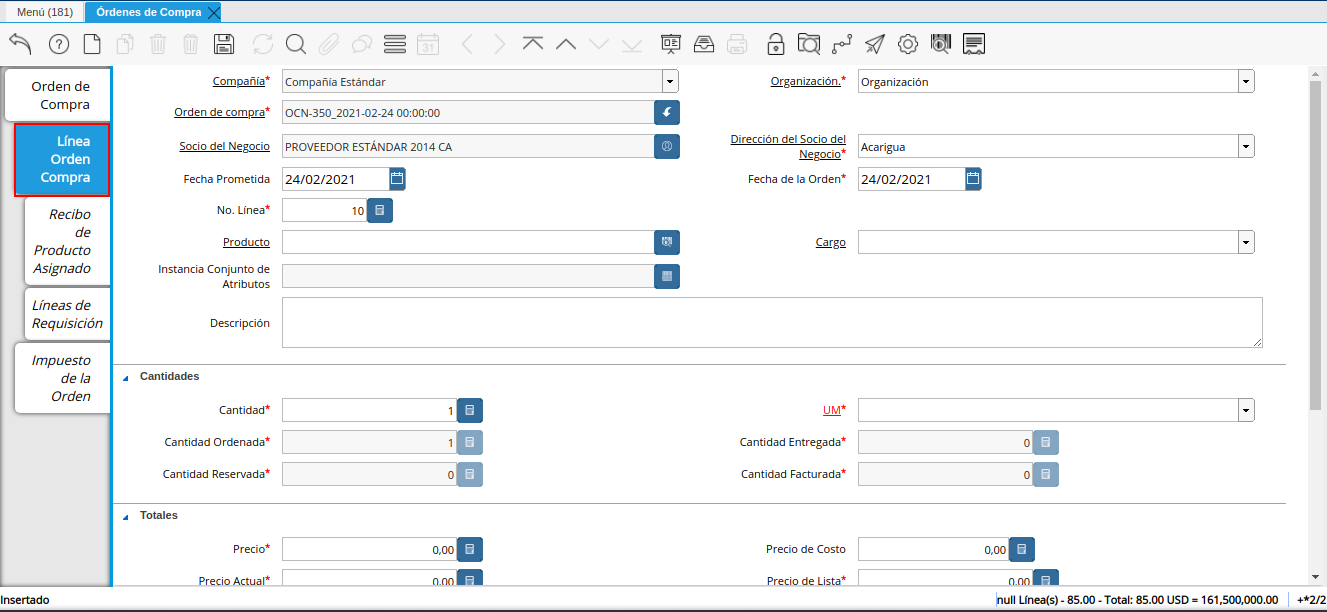 Menú (181)
Órdenes de Compra
31
Orden de
Compra
Línea
Orden
Compra
Recibo
de
Producto
Asignado
Líneas de
Requisición
Impuesto
de la
Orden
Compañía* Compañía Estándar
Organización.* Organización
Orden de compra* OCN-350_2021-02-24 00:00:00
Socio del Negocio PROVEEDOR ESTÁNDAR 2014 CA
Dirección del Socio del
Negocio* Acarigua
Fecha Prometida 24/02/2021
Fecha de la Orden* 24/02/2021
No. Línea* 10
Producto
Cargo
Instancia Conjunto de
Atributos
Descripción
Cantidades
Cantidad* 1
UM*
Cantidad Ordenada* 1
Cantidad Entregada* 0
Cantidad Reservada* 0
Cantidad Facturada* 0
Totales
Precio* 0,00
Precio de Costo 0,00
Precio Actual* 0,00
Precio de Lista* 0,00
Insertado
null Línea(s) - 85.00 - Total: 85.00 USD = 161,500,000.00
+*2/2